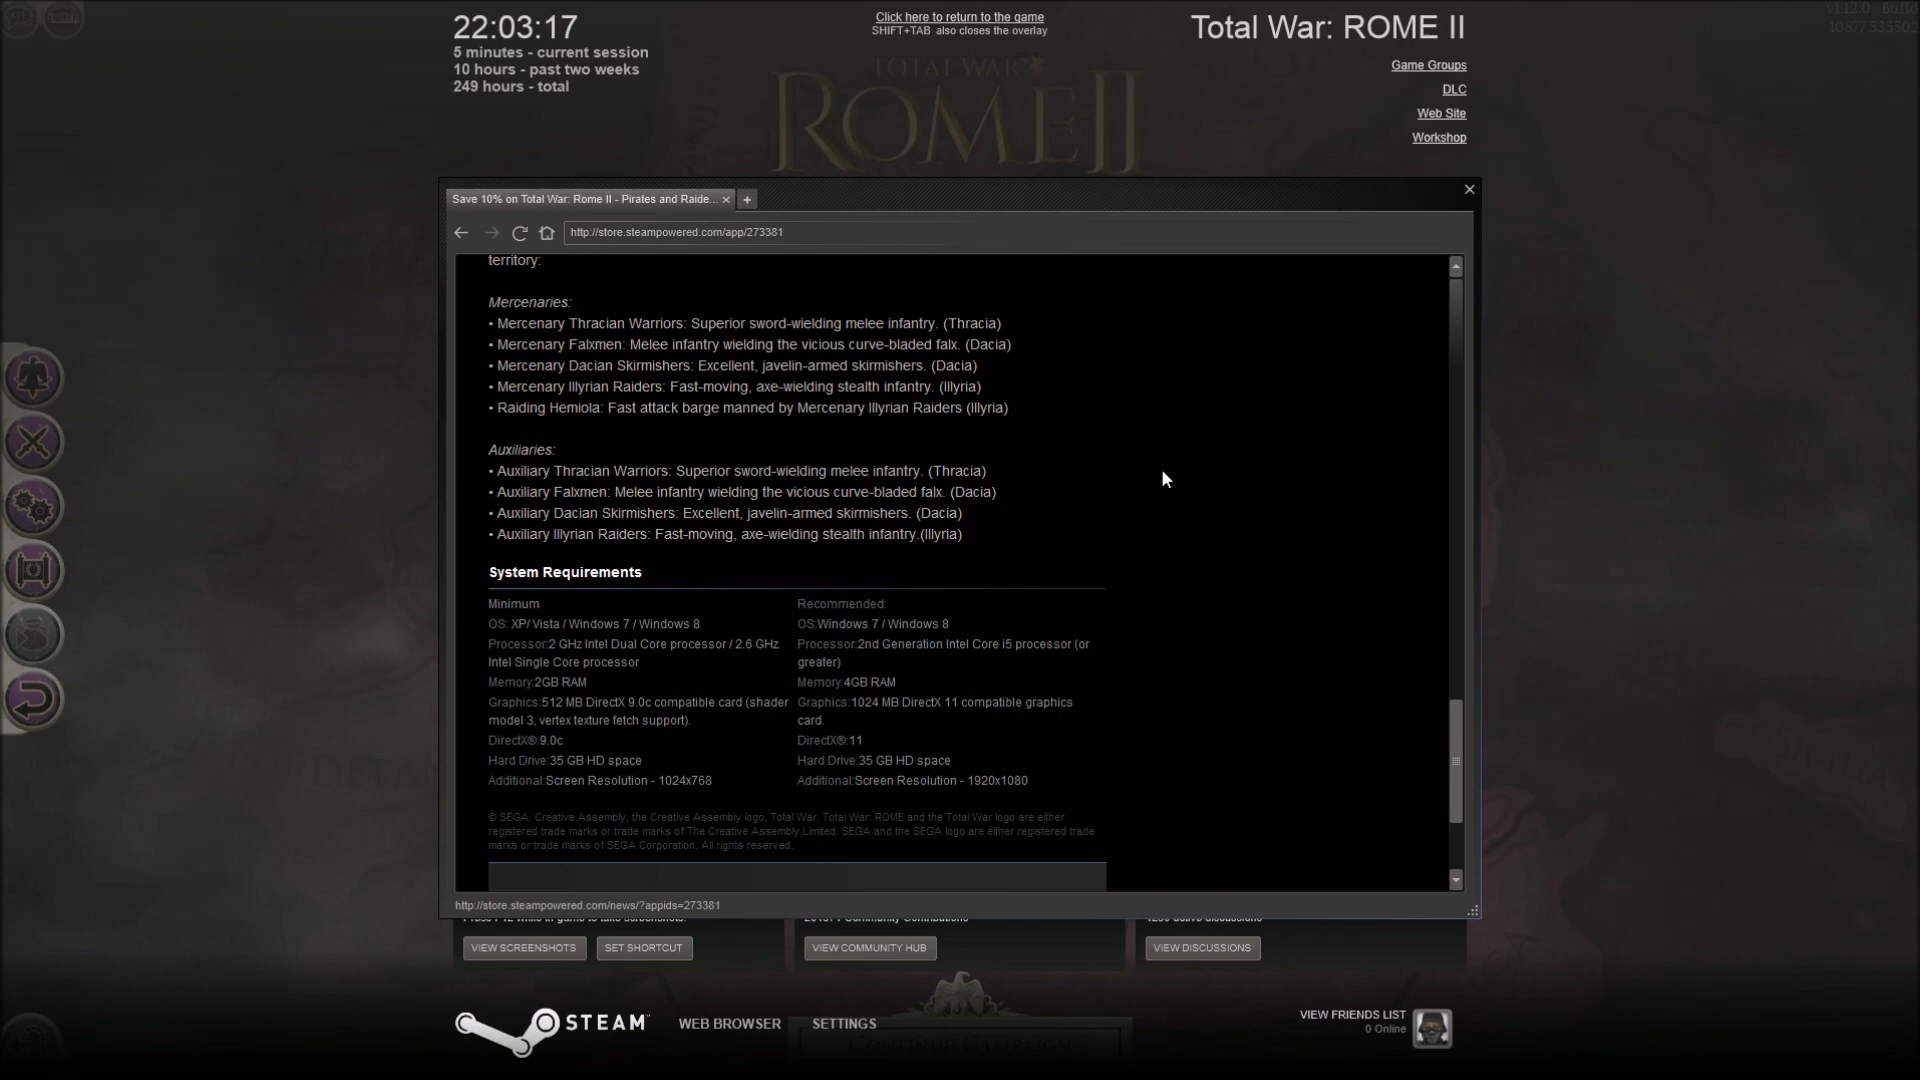 22:03:17
5 minutes - current session
10 hours - past two weeks
249 hours - total
Click here to return to the game
SHIFT+TAB also closes the overlay
Total War: ROME II
Game Groups
DLC
Web Site
Workshop
v1.12.0 Build
10877.535502
TOTAL WAR
ROME II
Save 10% on Total War: Rome II - Pirates and Raide...
http://store.steampowered.com/app/273381
territory:
Mercenaries:
• Mercenary Thracian Warriors: Superior sword-wielding melee infantry. (Thracia)
• Mercenary Falxmen: Melee infantry wielding the vicious curve-bladed falx. (Dacia)
• Mercenary Dacian Skirmishers: Excellent, javelin-armed skirmishers. (Dacia)
• Mercenary Illyrian Raiders: Fast-moving, axe-wielding stealth infantry. (Illyria)
• Raiding Hemiola: Fast attack barge manned by Mercenary Illyrian Raiders (Illyria)
Auxiliaries:
• Auxiliary Thracian Warriors: Superior sword-wielding melee infantry. (Thracia)
• Auxiliary Falxmen: Melee infantry wielding the vicious curve-bladed falx. (Dacia)
• Auxiliary Dacian Skirmishers: Excellent, javelin-armed skirmishers. (Dacia)
• Auxiliary Illyrian Raiders: Fast-moving, axe-wielding stealth infantry.(Illyria)
System Requirements
Minimum
OS: XP/ Vista / Windows 7 / Windows 8
Processor:2 GHz Intel Dual Core processor / 2.6 GHz
Intel Single Core processor
Memory:2GB RAM
Graphics:512 MB DirectX 9.0c compatible card (shader
model 3, vertex texture fetch support).
DirectX®:9.0c
Hard Drive:35 GB HD space
Additional:Screen Resolution - 1024x768
Recommended:
OS:Windows 7 / Windows 8
Processor:2nd Generation Intel Core i5 processor (or
greater)
Memory:4GB RAM
Graphics:1024 MB DirectX 11 compatible graphics
card.
DirectX®:11
Hard Drive:35 GB HD space
Additional:Screen Resolution - 1920x1080
© SEGA. Creative Assembly, the Creative Assembly logo, Total War, Total War: ROME and the Total War logo are either
registered trade marks or trade marks of The Creative Assembly Limited. SEGA and the SEGA logo are either registered trade
marks or trade marks of SEGA Corporation. All rights reserved.
http://store.steampowered.com/news/?appids=273381
VIEW SCREENSHOTS
SET SHORTCUT
VIEW COMMUNITY HUB
VIEW DISCUSSIONS
STEAM
WEB BROWSER
SETTINGS
VIEW FRIENDS LIST
0 Online
CONTINUE CAMPAIGN